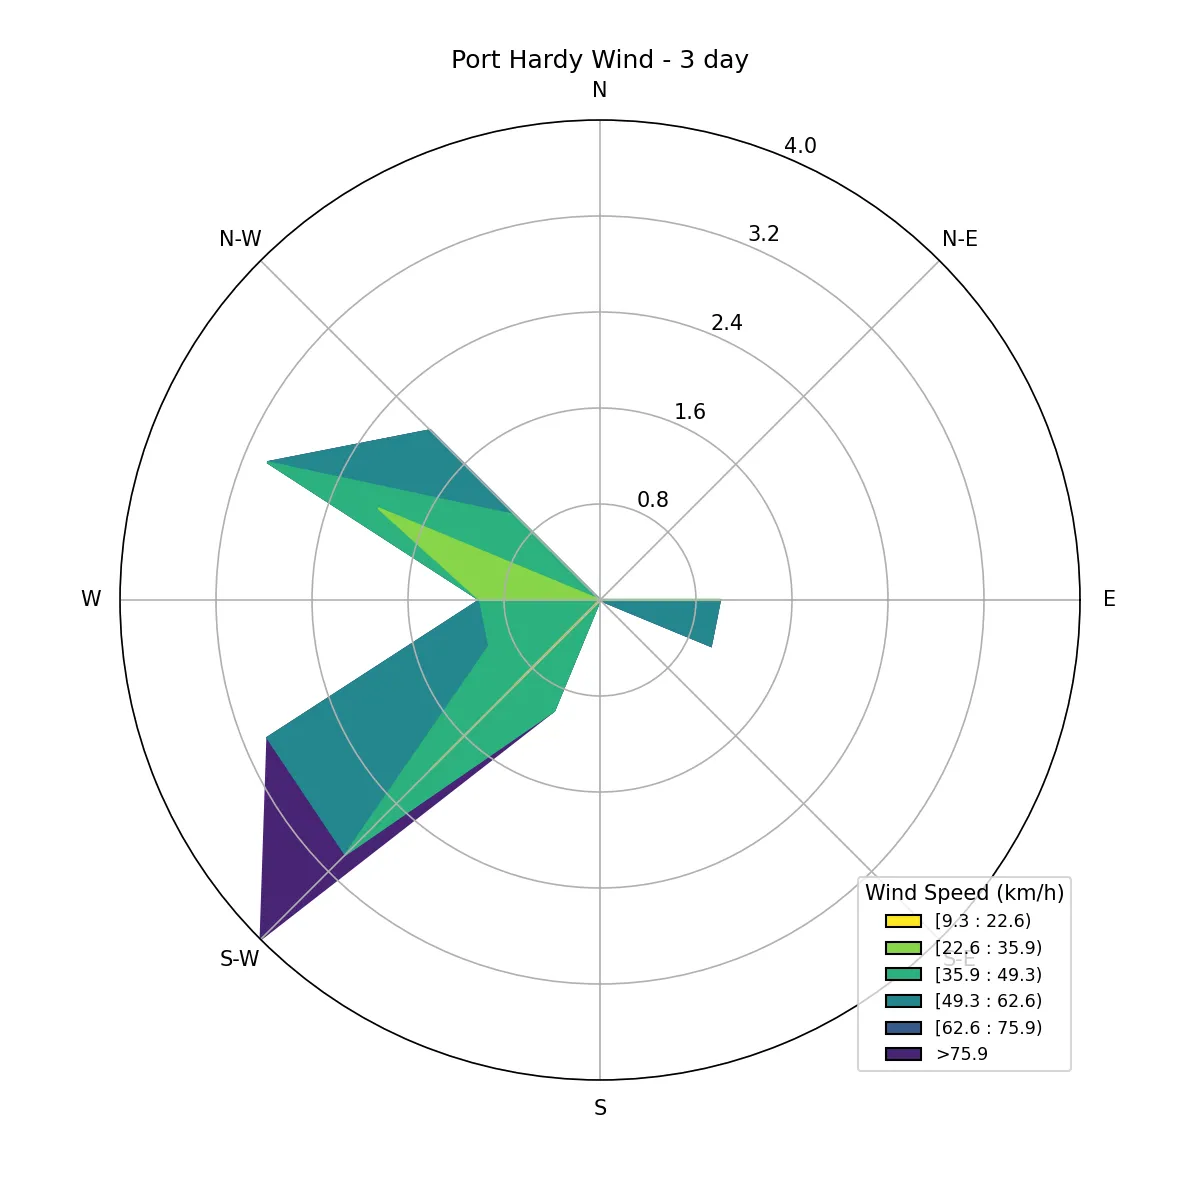 Port Hardy Wind - 3 day
N
4.0
N-W
3.2
N-E
2.4
1.6
0.8
W
E
Wind Speed (km/h)
[9.3 : 22.6)
[22.6 : 35.9)
S-W
S-E
[35.9 : 49.3)
[49.3 : 62.6)
[62.6 : 75.9)
>75.9
S